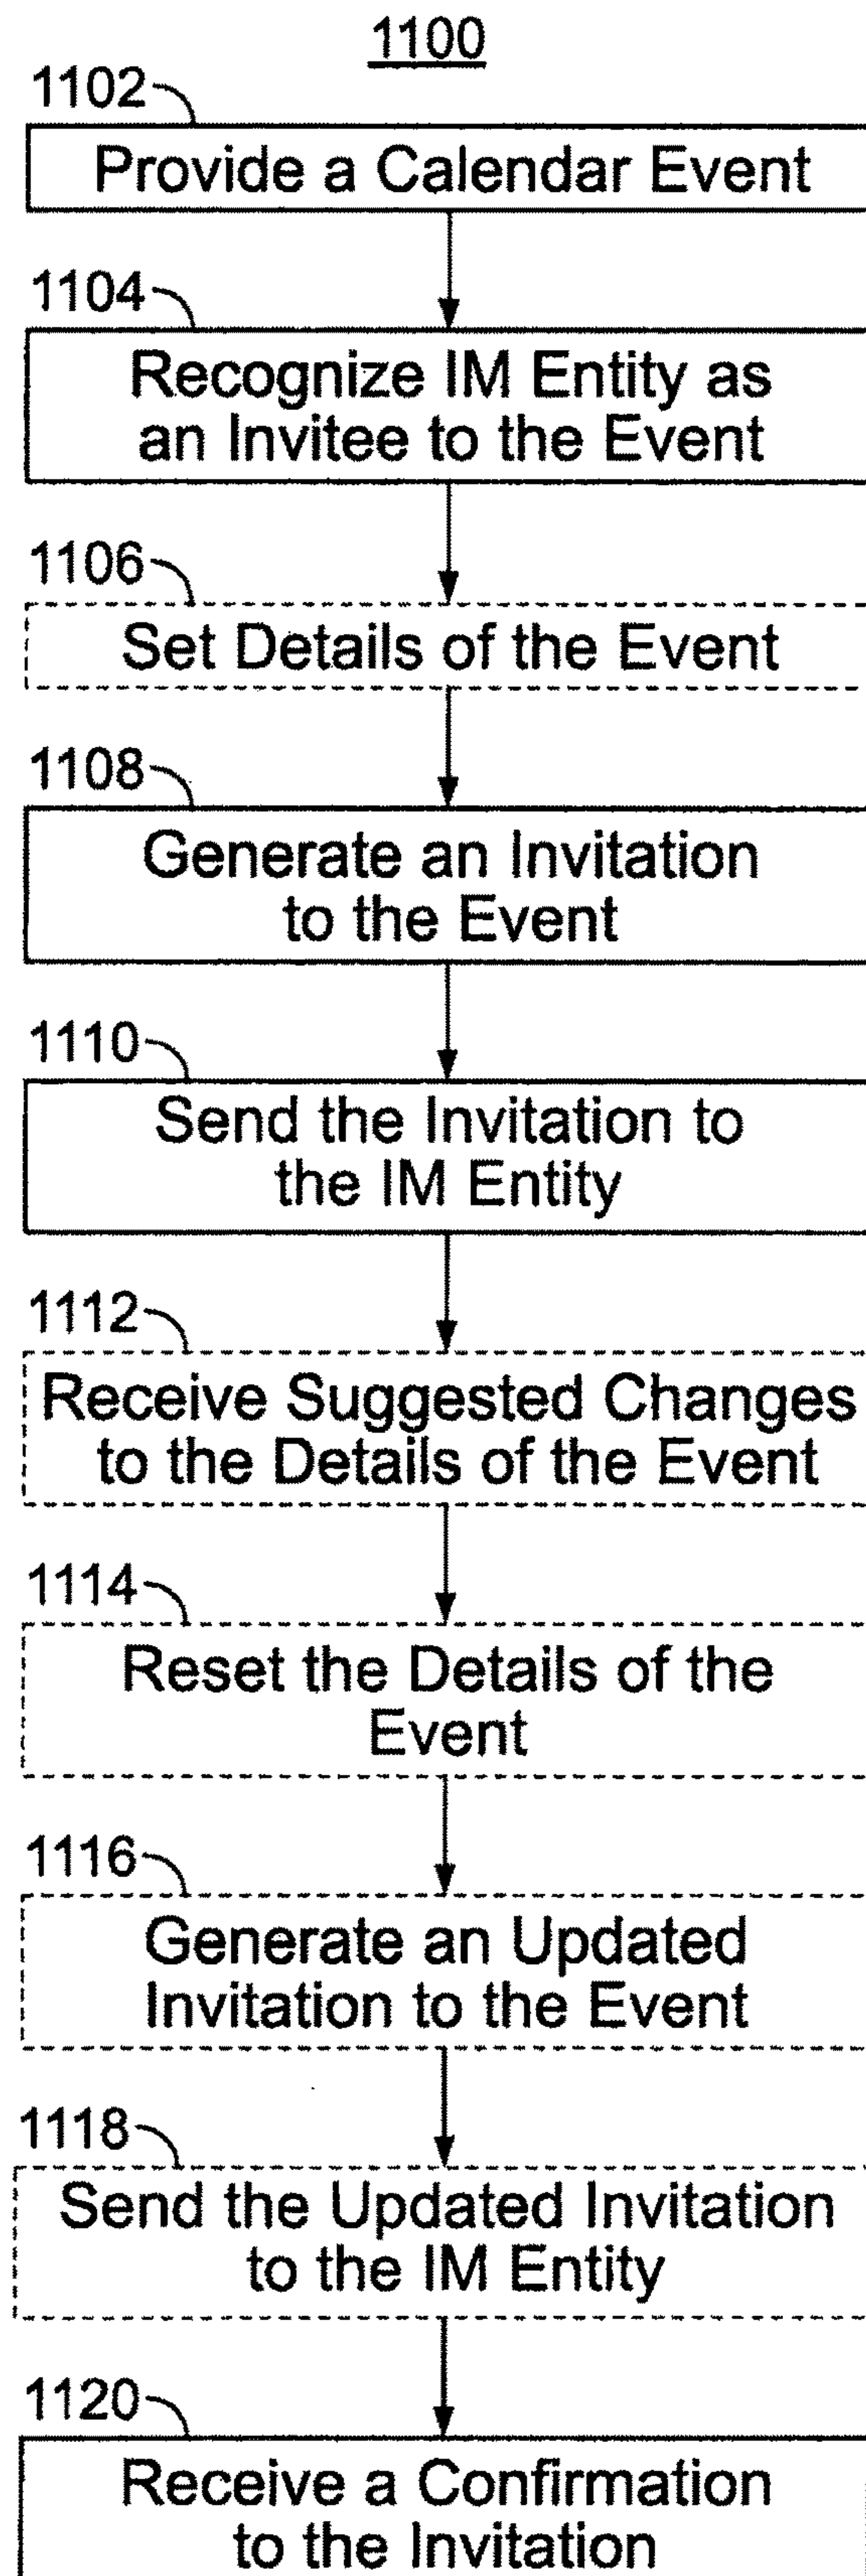 1100
1102
Provide a Calendar Event
1104
Recognize IM Entity as
an Invitee to the Event
1106
Set Details of the Event
1108
Generate an Invitation
to the Event
1110
Send the Invitation to
the IM Entity
1112
Receive Suggested Changes
to the Details of the Event
1114
Reset the Details of the
Event
1116
Generate an Updated
Invitation to the Event
1118
Send the Updated Invitation
to the IM Entity
1120
Receive a Confirmation
to the Invitation